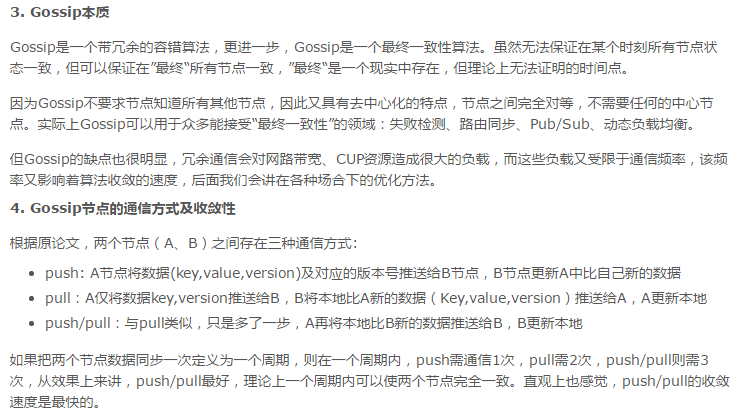 3. Gossip本质
Gossip是一个带冗余的容错算法，更进一步，Gossip是一个最终一致性算法。虽然无法保证在某个时刻所有节点状
态一致，但可以保证在”最终“所有节点一致，”最终“是一个现实中存在，但理论上无法证明的时间点。
因为Gossip不要求节点知道所有其他节点，因此又具有去中心化的特点，节点之间完全对等，不需要任何的中心节
点。实际上Gossip可以用于众多能接受“最终一致性”的领域：失败检测、路由同步、Pub/Sub、动态负载均衡。
但Gossip的缺点也很明显，冗余通信会对网路带宽、CUP资源造成很大的负载，而这些负载又受限于通信频率，该频
率又影响着算法收敛的速度，后面我们会讲在各种场合下的优化方法。
4. Gossip节点的通信方式及收敛性
根据原论文，两个节点（A、B）之间存在三种通信方式:
• push: A节点将数据(key,value,version)及对应的版本号推送给B节点，B节点更新A中比自己新的数据
• pull：A仅将数据key,version推送给B，B将本地比A新的数据（Key,value,version）推送给A，A更新本地
• push/pull：与pull类似，只是多了一步，A再将本地比B新的数据推送给B，B更新本地
如果把两个节点数据同步一次定义为一个周期，则在一个周期内，push需通信1次，pull需2次，push/pull则需3
次，从效果上来讲，push/pull最好，理论上一个周期内可以使两个节点完全一致。直观上也感觉，push/pull的收敛
速度是最快的。